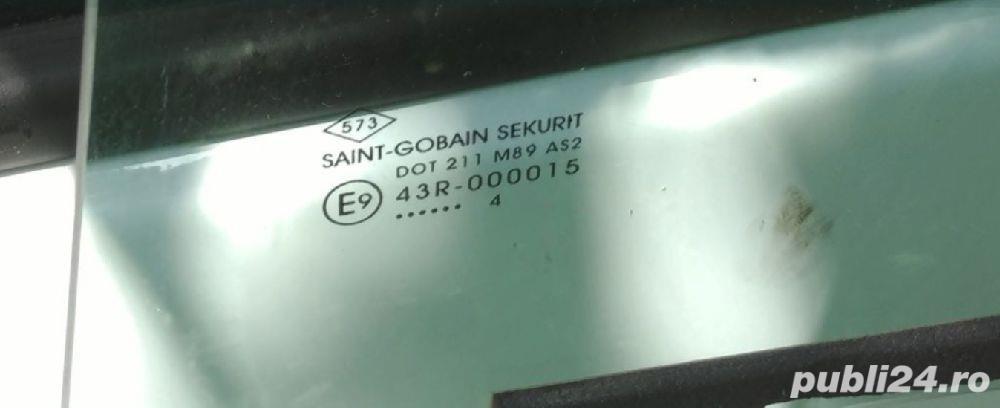 573
SAINT-GOBAIN SEKURIT
DOT 211 M89 AS2
E9 43R-000015
...... 4
publi24.ro